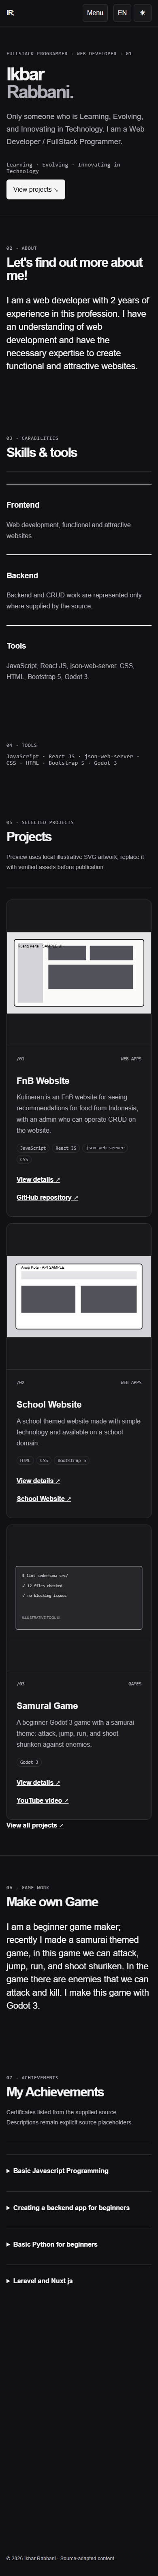 IR.
Menu
EN
FULLSTACK PROGRAMMER · WEB DEVELOPER · 01
Ikbar
Rabbani.
Only someone who is Learning, Evolving,
and Innovating in Technology. I am a Web
Developer / FullStack Programmer.
Learning · Evolving · Innovating in
Technology
View projects ↘
02 · ABOUT
Let's find out more about
me!
I am a web developer with 2 years of
experience in this profession. I have
an understanding of web
development and have the
necessary expertise to create
functional and attractive websites.
03 · CAPABILITIES
Skills & tools
Frontend
Web development, functional and attractive
websites.
Backend
Backend and CRUD work are represented only
where supplied by the source.
Tools
JavaScript, React JS, json-web-server, CSS,
HTML, Bootstrap 5, Godot 3.
04 · TOOLS
JavaScript · React JS · json-web-server ·
CSS · HTML · Bootstrap 5 · Godot 3
05 · SELECTED PROJECTS
Projects
Preview uses local illustrative SVG artwork; replace it
with verified assets before publication.
/01
WEB APPS
FnB Website
Kulineran is an FnB website for seeing
recommendations for food from Indonesia,
with an admin who can operate CRUD on
the website.
JavaScript
React JS
json-web-server
CSS
View details ↗
GitHub repository ↗
Arsip Kota · API SAMPLE
/02
WEB APPS
School Website
A school-themed website made with simple
technology and available on a school
domain.
HTML
CSS
Bootstrap 5
View details ↗
School Website ↗
$ lint-sederhana src/
✓ 12 files checked
✓ no blocking issues
ILLUSTRATIVE TOOL UI
/03
GAMES
Samurai Game
A beginner Godot 3 game with a samurai
theme: attack, jump, run, and shoot
shuriken against enemies.
Godot 3
View details ↗
YouTube video ↗
View all projects ↗
06 · GAME WORK
Make own Game
I am a beginner game maker;
recently I made a samurai themed
game, in this game we can attack,
jump, run, and shoot shuriken. In the
game there are enemies that we can
attack and kill. I make this game with
Godot 3.
07 · ACHIEVEMENTS
My Achievements
Certificates listed from the supplied source.
Descriptions remain explicit source placeholders.
Basic Javascript Programming
Creating a backend app for beginners
Basic Python for beginners
Laravel and Nuxt js
© 2026 Ikbar Rabbani · Source-adapted content